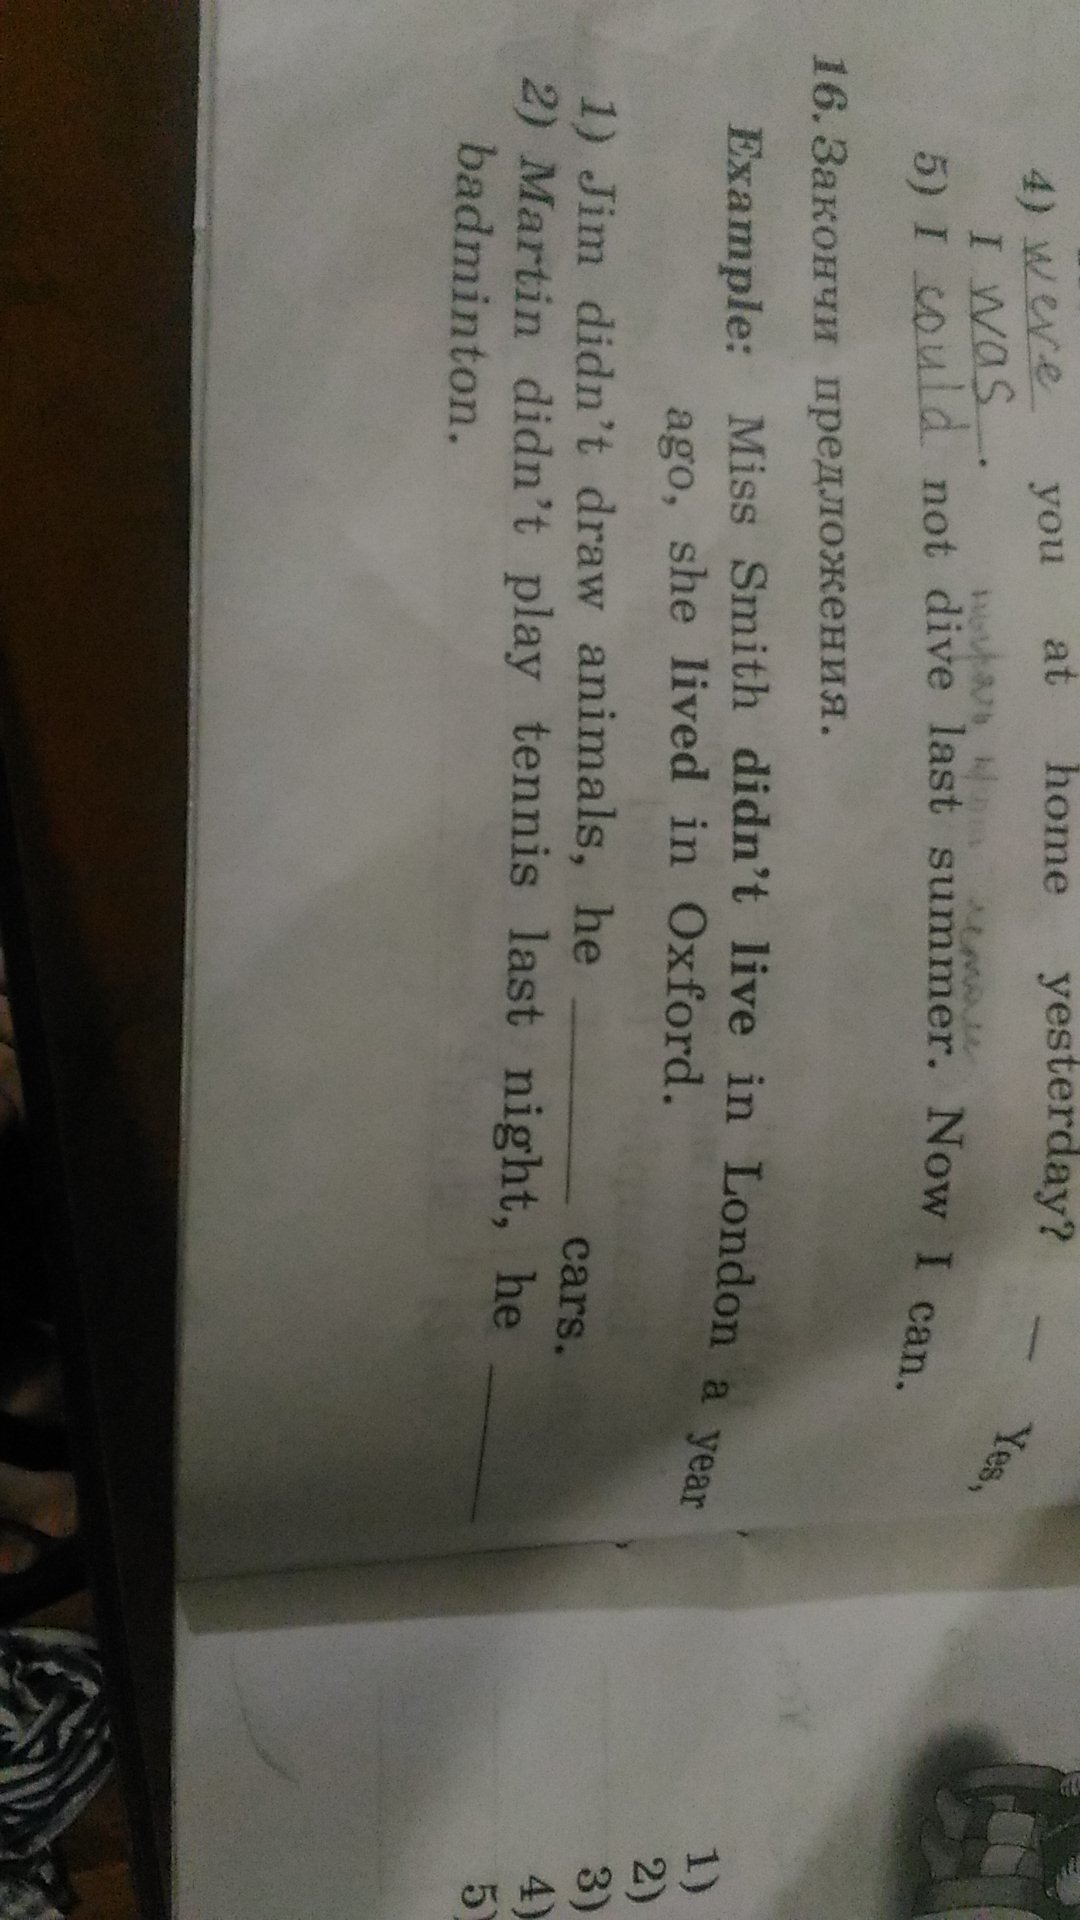 4) were you at home yesterday? — Yes,
I was.
5) I could not dive last summer. Now I can.
16. Закончи предложения.
Example: Miss Smith didn't live in London a year
ago, she lived in Oxford.
1) Jim didn't draw animals, he ______ cars.
2) Martin didn't play tennis last night, he ______
badminton.
1)
2)
3)
4)
5)